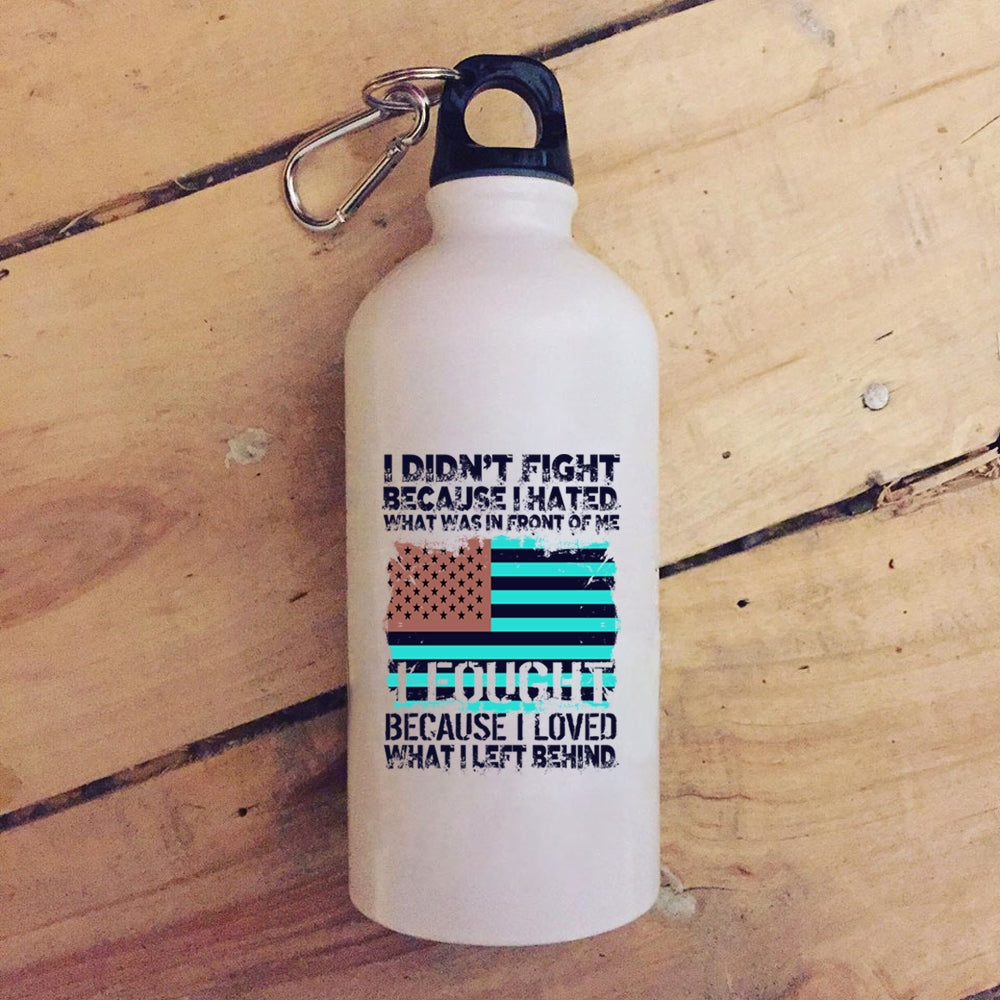 I DIDN'T FIGHT
BECAUSE I HATED
WHAT WAS IN FRONT OF ME
I FOUGHT
BECAUSE I LOVED
WHAT I LEFT BEHIND